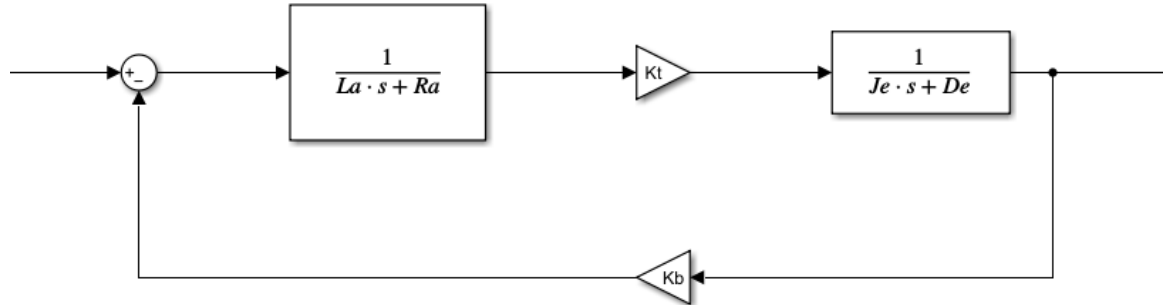 +
_
1
La · s + Ra
Kt
1
Je · s + De
Kb